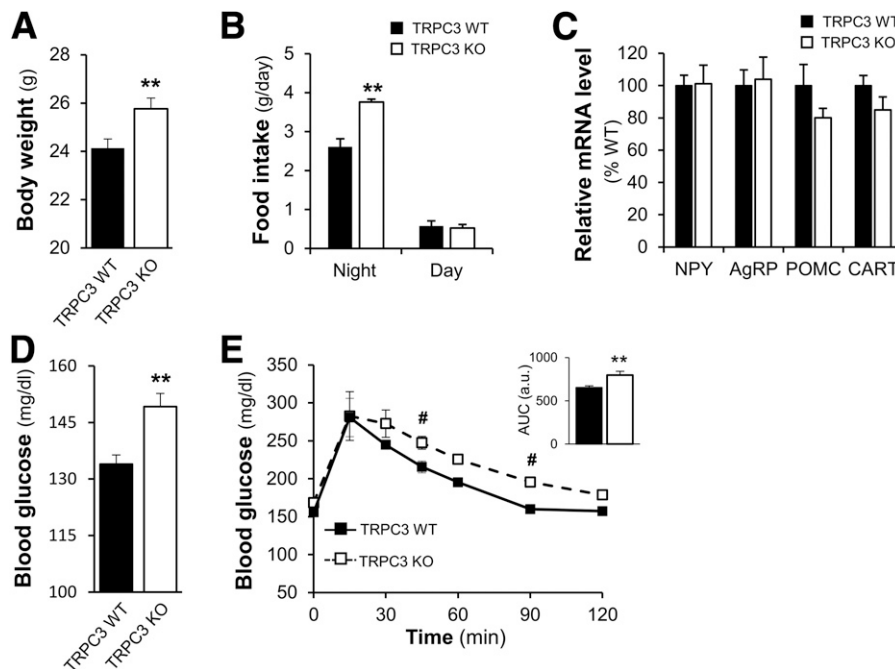 A
Body weight (g)
28
26
24
22
20
**
TRPC3 WT
TRPC3 KO
B
TRPC3 WT
TRPC3 KO
Food intake (g/day)
5
4
3
2
1
0
**
Night
Day
C
TRPC3 WT
TRPC3 KO
Relative mRNA level
(% WT)
120
100
80
60
40
20
0
NPY
AgRP
POMC
CART
D
Blood glucose (mg/dl)
160
145
130
115
100
**
TRPC3 WT
TRPC3 KO
E
Blood glucose (mg/dl)
350
300
250
200
150
100
50
#
#
TRPC3 WT
TRPC3 KO
0
30
60
90
120
Time (min)
AUC (a.u.)
1000
500
0
**